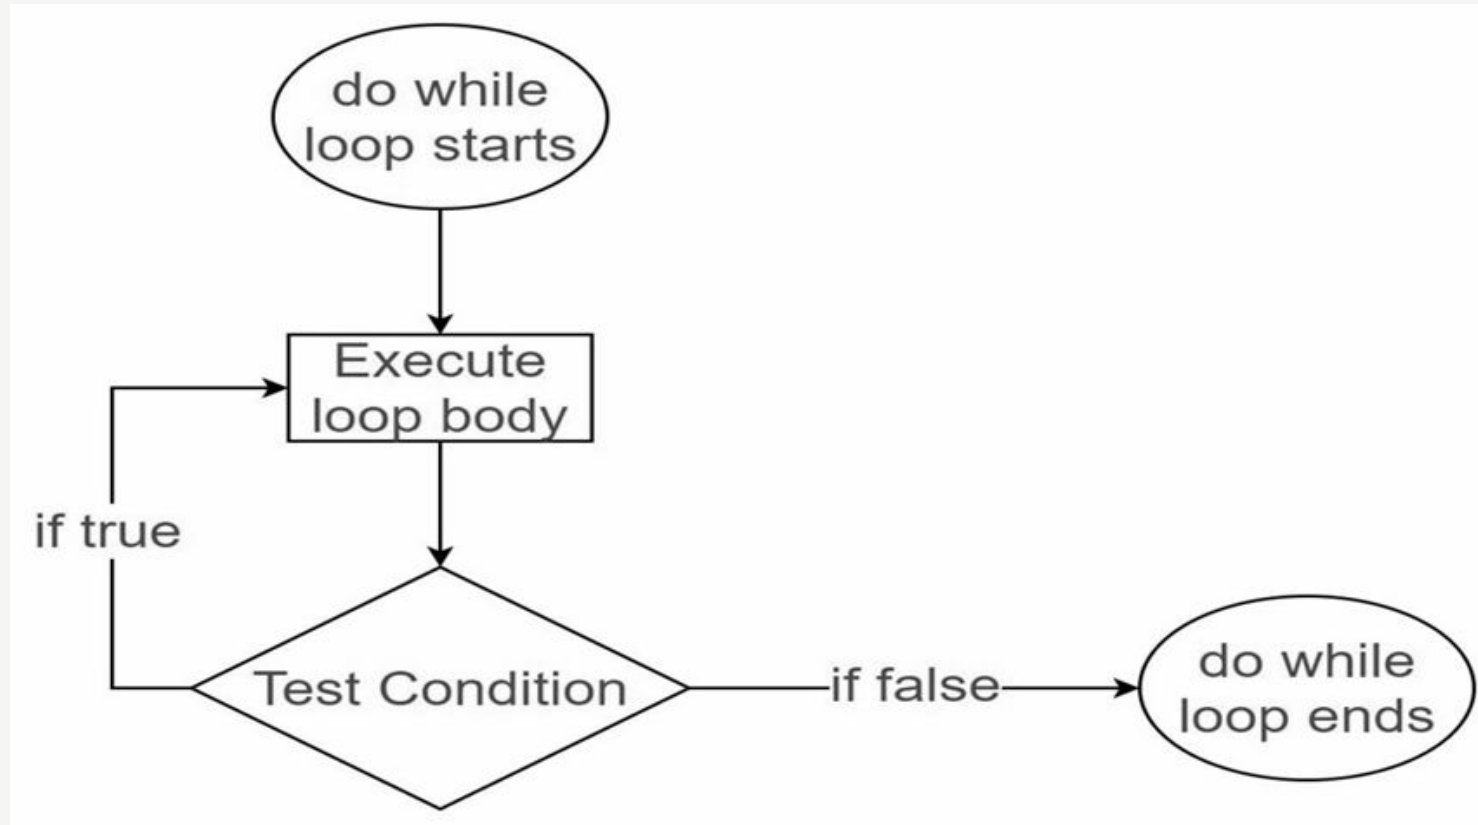 do while
loop starts
Execute
loop body
if true
Test Condition
if false
do while
loop ends